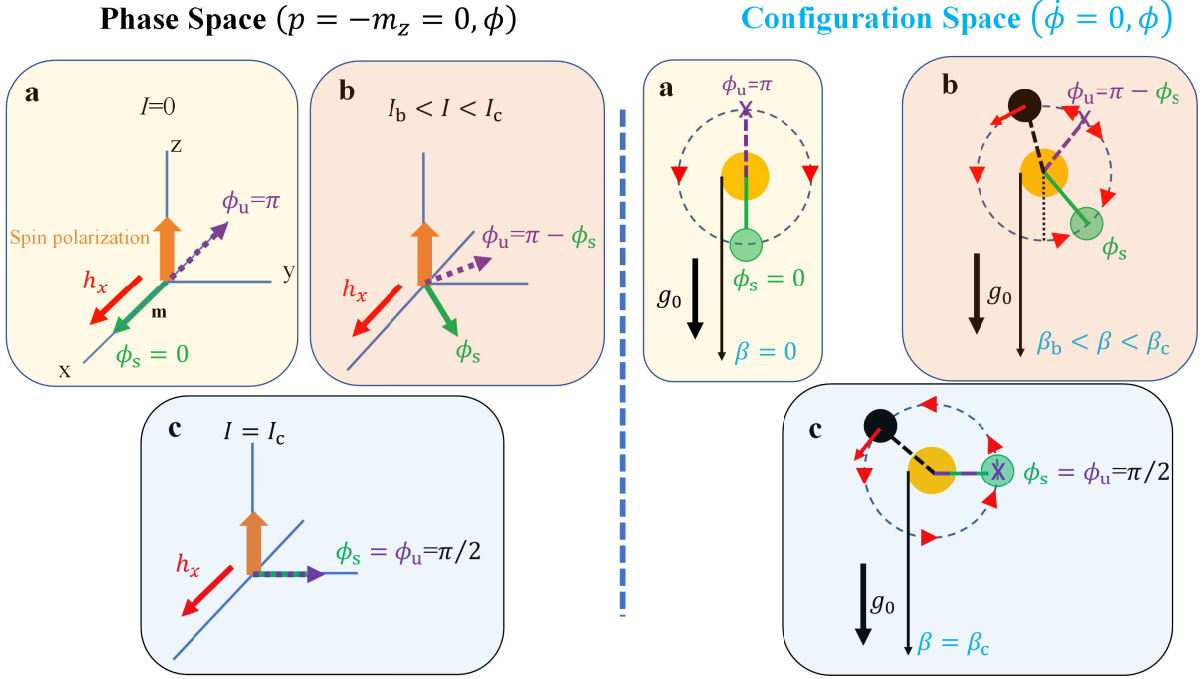 Phase Space (p = −m_z = 0, ϕ)
a
I=0
z
ϕ_u=π
Spin polarization
y
h_x
m
ϕ_s = 0
x
b
I_b < I < I_c
ϕ_u=π − ϕ_s
h_x
ϕ_s
c
I = I_c
ϕ_s = ϕ_u=π/2
h_x
Configuration Space (ϕ̇ = 0, ϕ)
a
ϕ_u=π
X
ϕ_s = 0
g_0
β = 0
b
ϕ_u=π − ϕ_s
X
ϕ_s
g_0
β_b < β < β_c
c
X
ϕ_s = ϕ_u=π/2
g_0
β = β_c